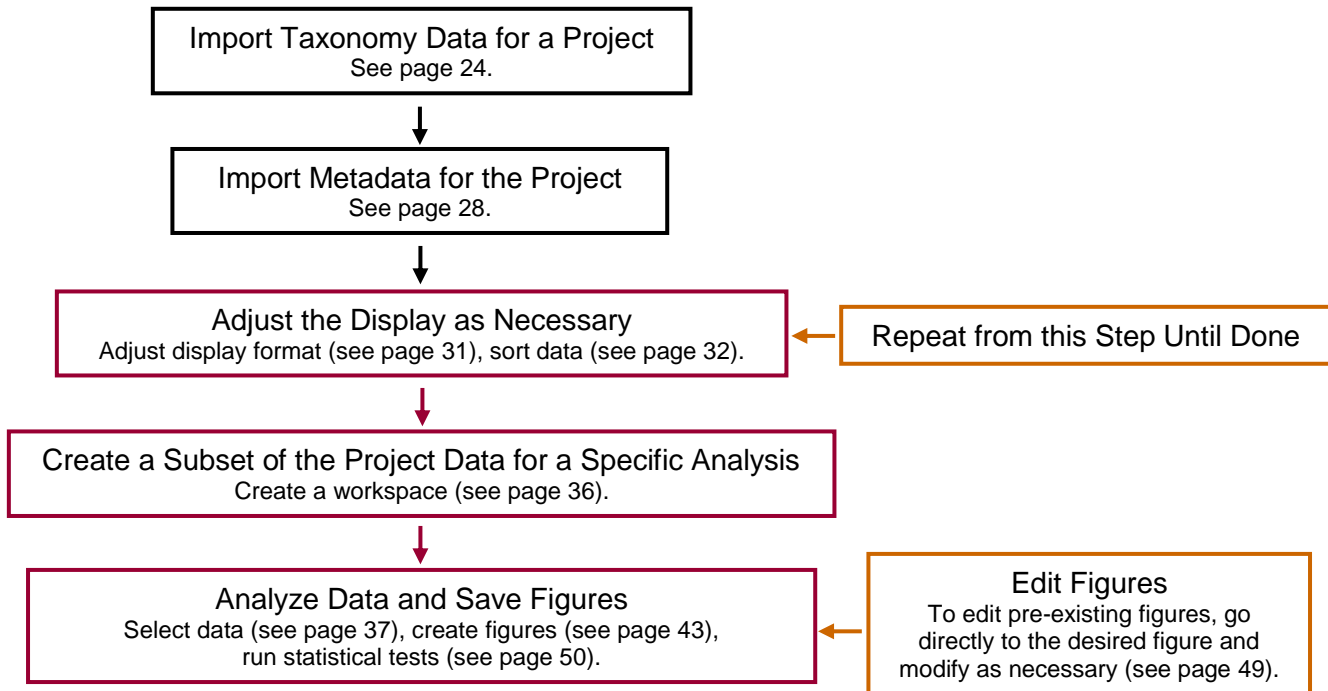 Import Taxonomy Data for a Project
See page 24.
Import Metadata for the Project
See page 28.
Adjust the Display as Necessary
Adjust display format (see page 31), sort data (see page 32).
Repeat from this Step Until Done
Create a Subset of the Project Data for a Specific Analysis
Create a workspace (see page 36).
Analyze Data and Save Figures
Select data (see page 37), create figures (see page 43),
run statistical tests (see page 50).
Edit Figures
To edit pre-existing figures, go
directly to the desired figure and
modify as necessary (see page 49).